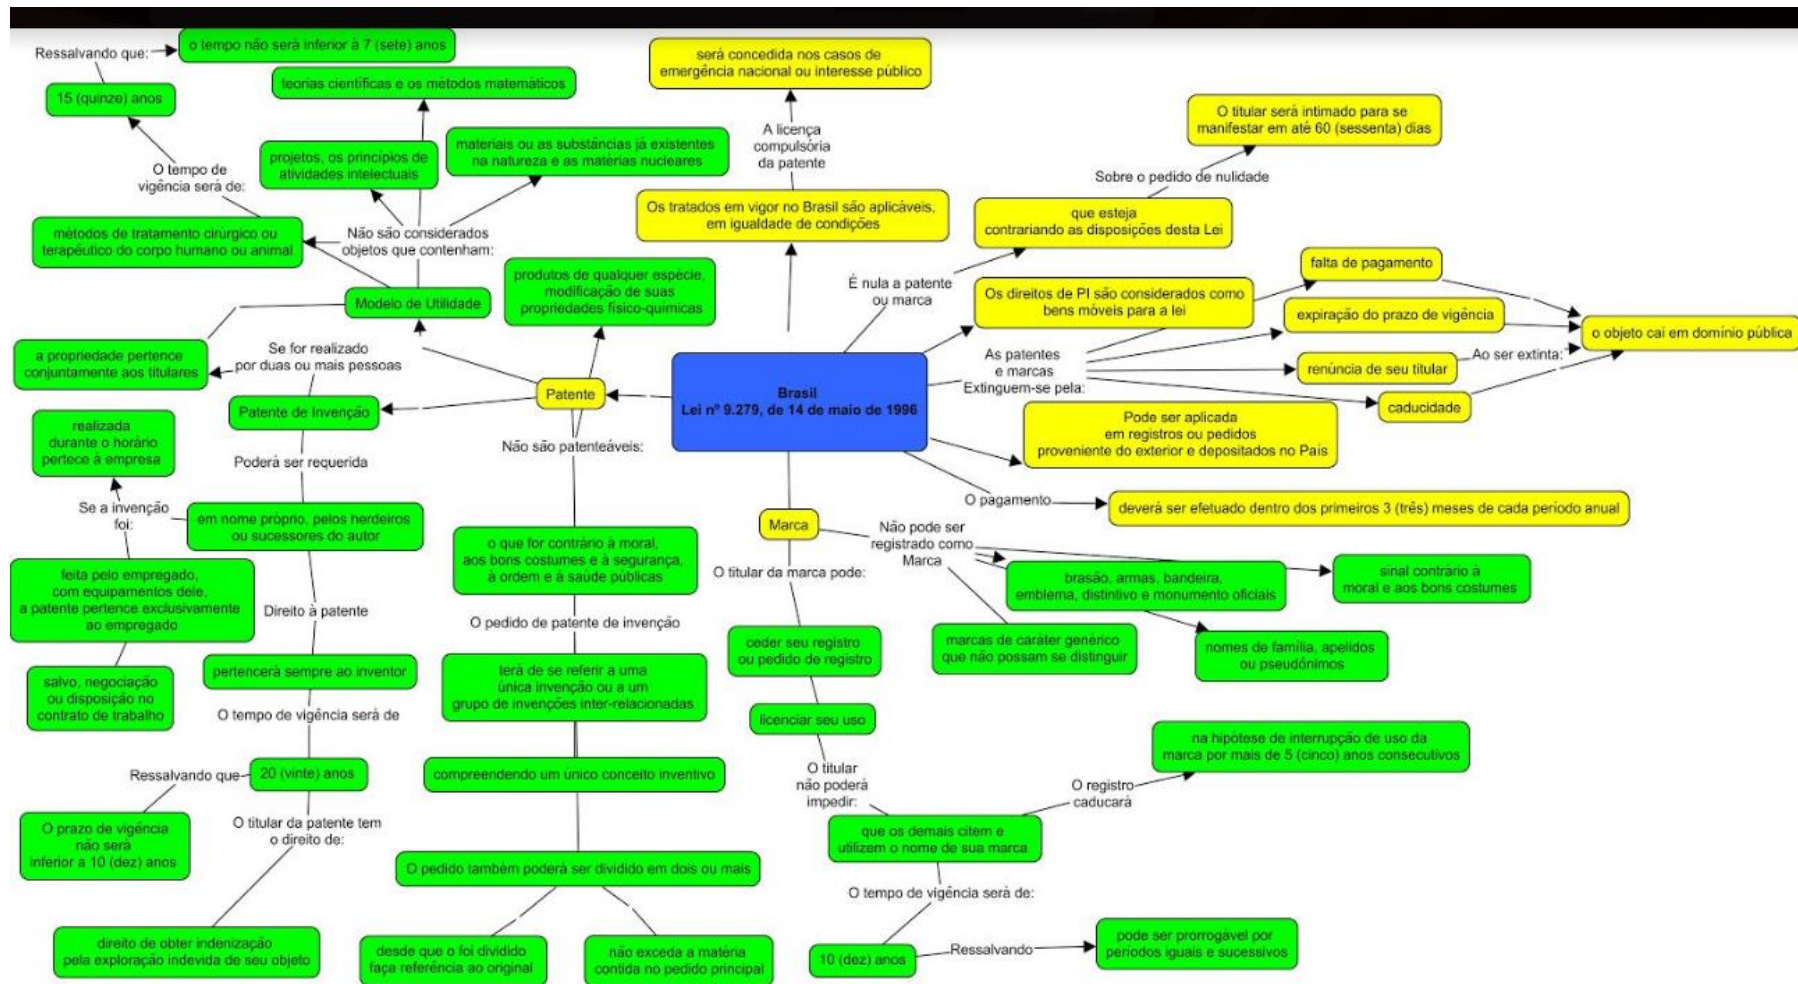 Ressalvando que:
o tempo não será inferior à 7 (sete) anos
15 (quinze) anos
teorias científicas e os métodos matemáticos
O tempo de
vigência será de:
projetos, os princípios de
atividades intelectuais
materiais ou as substâncias já existentes
na natureza e as matérias nucleares
métodos de tratamento cirúrgico ou
terapêutico do corpo humano ou animal
Não são considerados
objetos que contenham:
Modelo de Utilidade
produtos de qualquer espécie,
modificação de suas
propriedades físico-químicas
a propriedade pertence
conjuntamente aos titulares
Se for realizado
por duas ou mais pessoas
Patente
Patente de Invenção
Não são patenteáveis:
realizada
durante o horário
pertece à empresa
Poderá ser requerida
Se a invenção
foi:
em nome próprio, pelos herdeiros
ou sucessores do autor
feita pelo empregado,
com equipamentos dele,
a patente pertence exclusivamente
ao empregado
Direito à patente
salvo, negociação
ou disposição no
contrato de trabalho
pertencerá sempre ao inventor
O tempo de vigência será de
Ressalvando que
20 (vinte) anos
O prazo de vigência
não será
inferior a 10 (dez) anos
O titular da patente tem
o direito de:
direito de obter indenização
pela exploração indevida de seu objeto
o que for contrário à moral,
aos bons costumes e à segurança,
à ordem e à saúde públicas
O pedido de patente de invenção
terá de se referir a uma
única invenção ou a um
grupo de invenções inter-relacionadas
compreendendo um único conceito inventivo
O pedido também poderá ser dividido em dois ou mais
desde que o foi dividido
faça referência ao original
não exceda a matéria
contida no pedido principal
será concedida nos casos de
emergência nacional ou interesse público
A licença
compulsória
da patente
Os tratados em vigor no Brasil são aplicáveis,
em igualdade de condições
Brasil
Lei nº 9.279, de 14 de maio de 1996
O titular será intimado para se
manifestar em até 60 (sessenta) dias
Sobre o pedido de nulidade
que esteja
contrariando as disposições desta Lei
É nula a patente
ou marca
Os direitos de PI são considerados como
bens móveis para a lei
falta de pagamento
expiração do prazo de vigência
o objeto cai em domínio pública
As patentes
e marcas
Extinguem-se pela:
renúncia de seu titular
Ao ser extinta:
caducidade
Pode ser aplicada
em registros ou pedidos
proveniente do exterior e depositados no País
O pagamento
deverá ser efetuado dentro dos primeiros 3 (três) meses de cada período anual
Marca
Não pode ser
registrado como
Marca
O titular da marca pode:
brasão, armas, bandeira,
emblema, distintivo e monumento oficiais
sinal contrário à
moral e aos bons costumes
marcas de caráter genérico
que não possam se distinguir
nomes de família, apelidos
ou pseudônimos
ceder seu registro
ou pedido de registro
licenciar seu uso
O titular
não poderá
impedir:
na hipótese de interrupção de uso da
marca por mais de 5 (cinco) anos consecutivos
O registro
caducará
que os demais citem e
utilizem o nome de sua marca
O tempo de vigência será de:
10 (dez) anos
Ressalvando
pode ser prorrogável por
períodos iguais e sucessivos